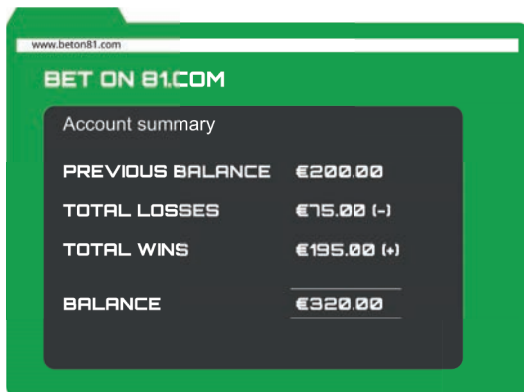 www.beton81.com
BET ON 81.COM
Account summary
PREVIOUS BALANCE €200.00
TOTAL LOSSES €75.00 (-)
TOTAL WINS €195.00 (+)
BALANCE €320.00